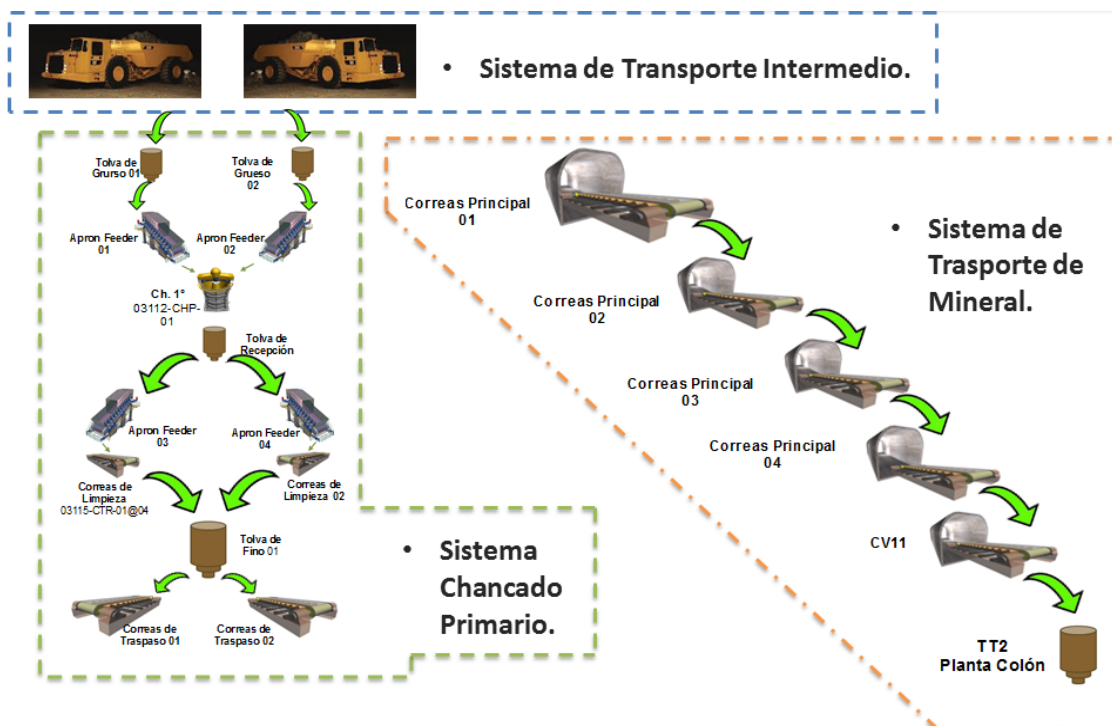 • Sistema de Transporte Intermedio.
Tolva de
Grurso 01
Tolva de
Grueso
02
Apron Feeder
01
Apron Feeder
02
Ch. 1°
03112-CHP-
01
Tolva de
Recepción
Apron Feeder
03
Apron Feeder
04
Correas de
Limpieza
03115-CTR-01@04
Correas de
Limpieza 02
Tolva de
Fino 01
Correas de
Traspaso 01
Correas de
Traspaso 02
• Sistema
Chancado
Primario.
Correas Principal
01
Correas Principal
02
Correas Principal
03
Correas Principal
04
CV11
TT2
Planta Colón
• Sistema de
Trasporte de
Mineral.